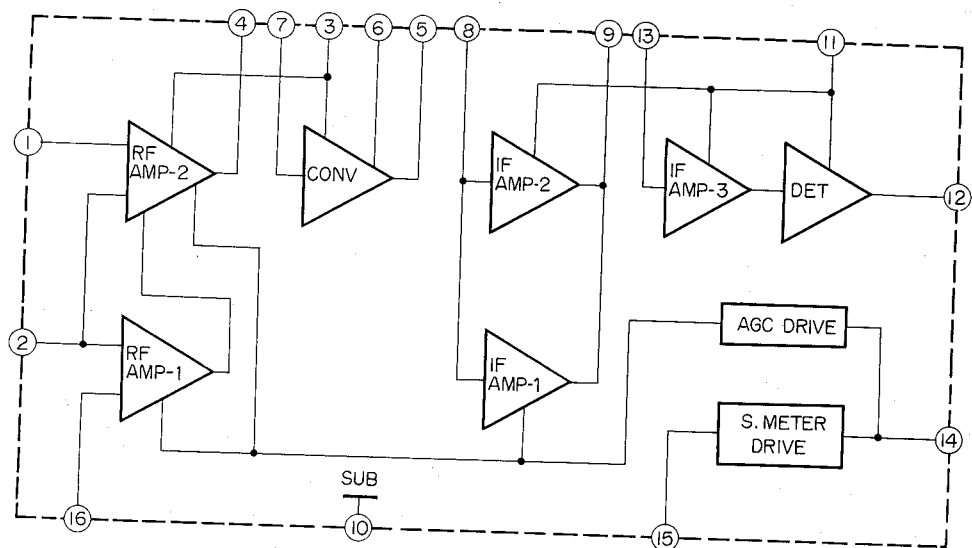 4 7 3 6 5 8 9 13 11
1
RF
AMP-2
CONV
IF
AMP-2
IF
AMP-3
DET
12
2
RF
AMP-1
IF
AMP-1
AGC DRIVE
S. METER
DRIVE
14
SUB
16
10
15